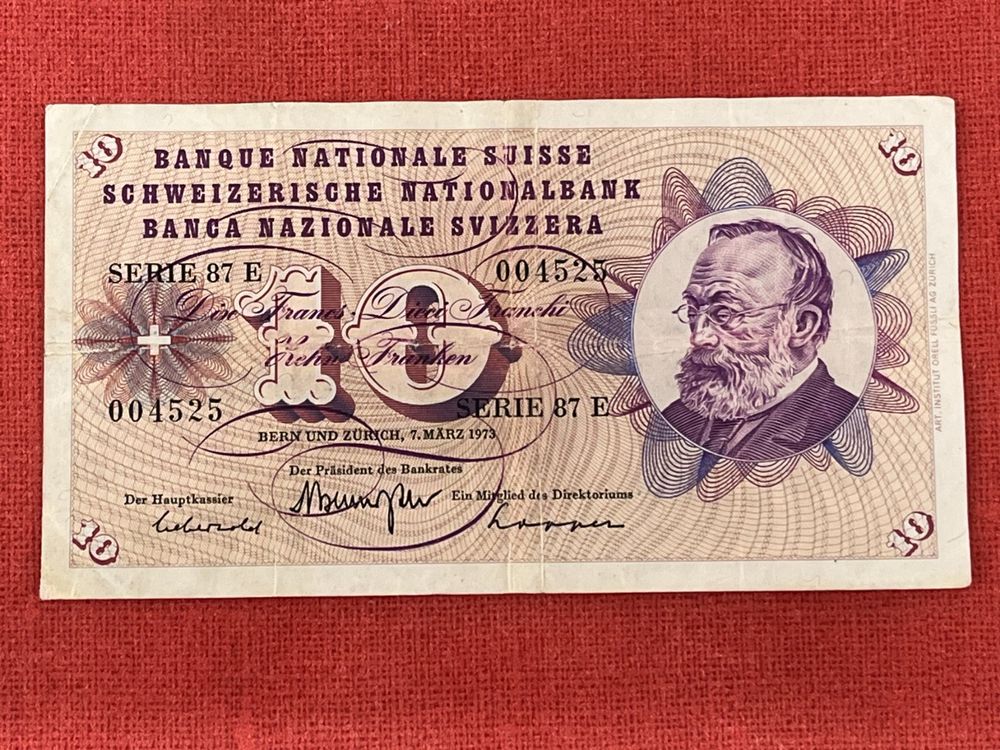 10 10
BANQUE NATIONALE SUISSE
SCHWEIZERISCHE NATIONALBANK
BANCA NAZIONALE SVIZZERA
SERIE 87 E 004525
10
Dix Francs · Dieci Franchi
Zehn Franken
004525 SERIE 87 E
BERN UND ZÜRICH, 7. MÄRZ 1973
Der Präsident des Bankrates
Der Hauptkassier
Ein Mitglied des Direktoriums
10 10
ART. INSTITUT ORELL FÜSSLI AG ZÜRICH